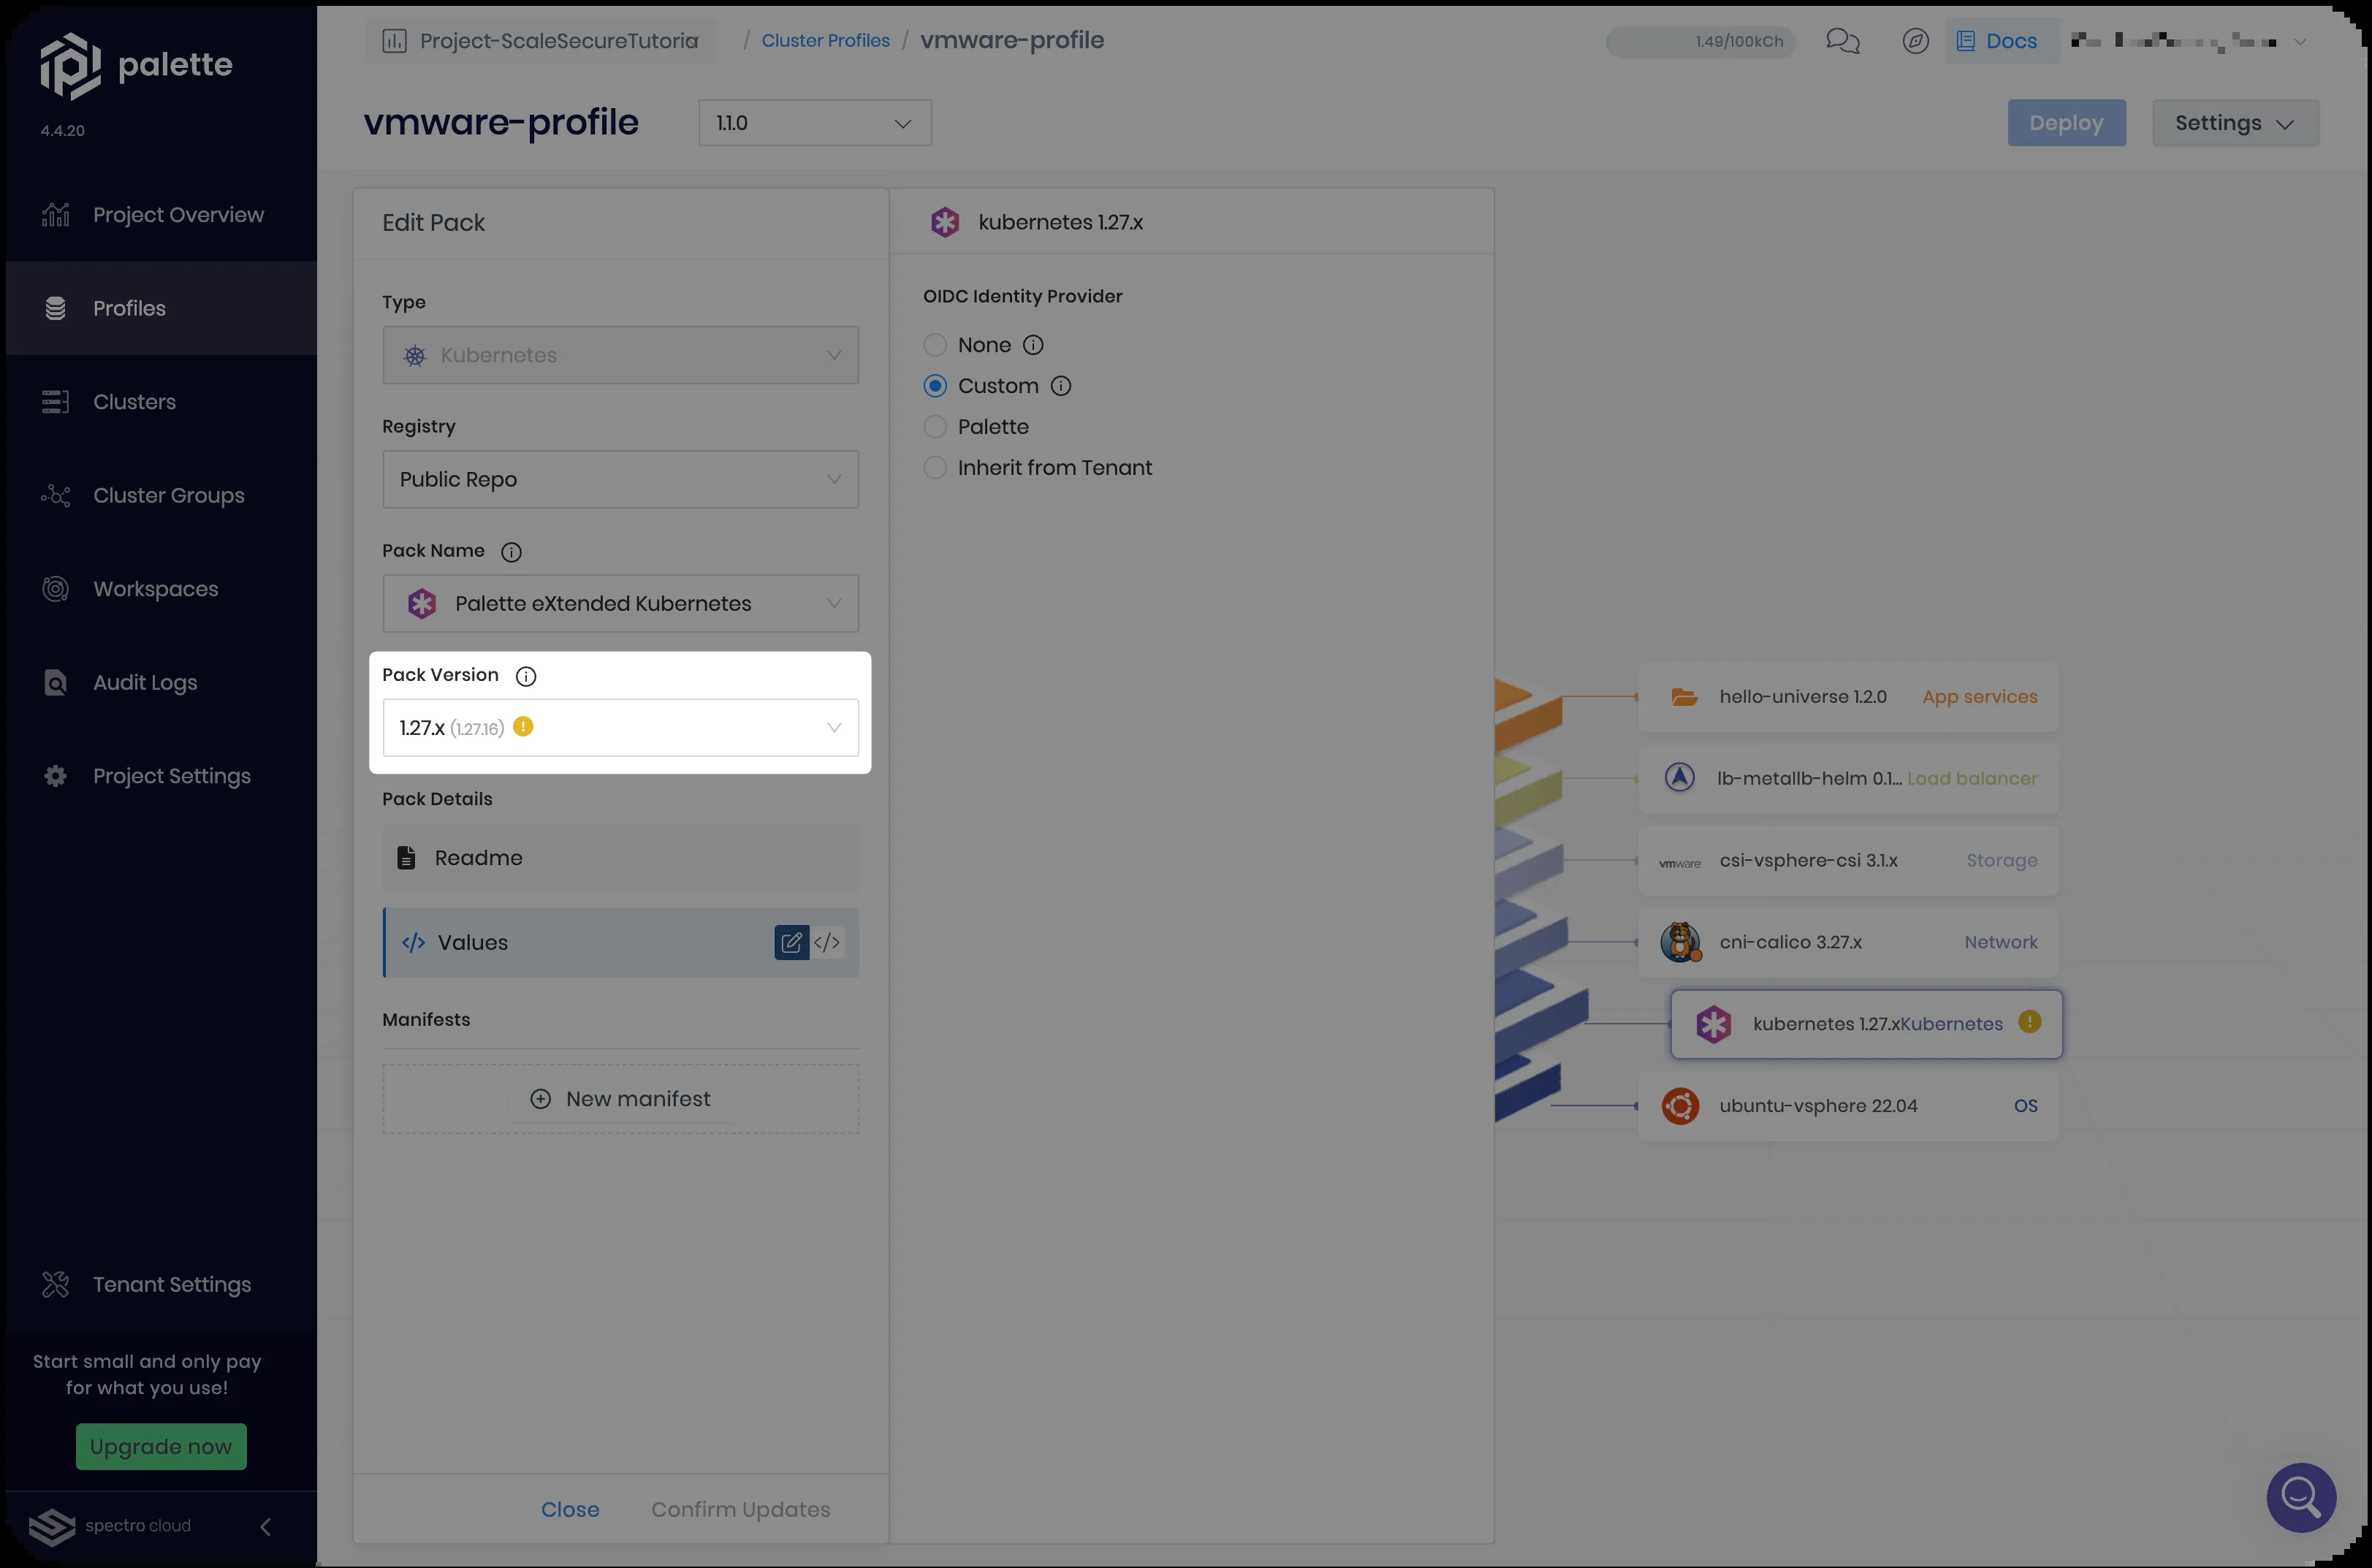 palette
4.4.20
Project Overview
Profiles
Clusters
Cluster Groups
Workspaces
Audit Logs
Project Settings
Tenant Settings
Start small and only pay
for what you use!
Upgrade now
spectro cloud
Project-ScaleSecureTutoria
/ Cluster Profiles / vmware-profile
1.49/100kCh
Docs
vmware-profile
1.1.0
Deploy
Settings
Edit Pack
Type
Kubernetes
Registry
Public Repo
Pack Name
Palette eXtended Kubernetes
Pack Version
1.27.x (1.27.16)
Pack Details
Readme
Values
Manifests
New manifest
Close
Confirm Updates
kubernetes 1.27.x
OIDC Identity Provider
None
Custom
Palette
Inherit from Tenant
hello-universe 1.2.0 App services
lb-metallb-helm 0.1... Load balancer
vmware csi-vsphere-csi 3.1.x Storage
cni-calico 3.27.x Network
kubernetes 1.27.x Kubernetes
ubuntu-vsphere 22.04 OS